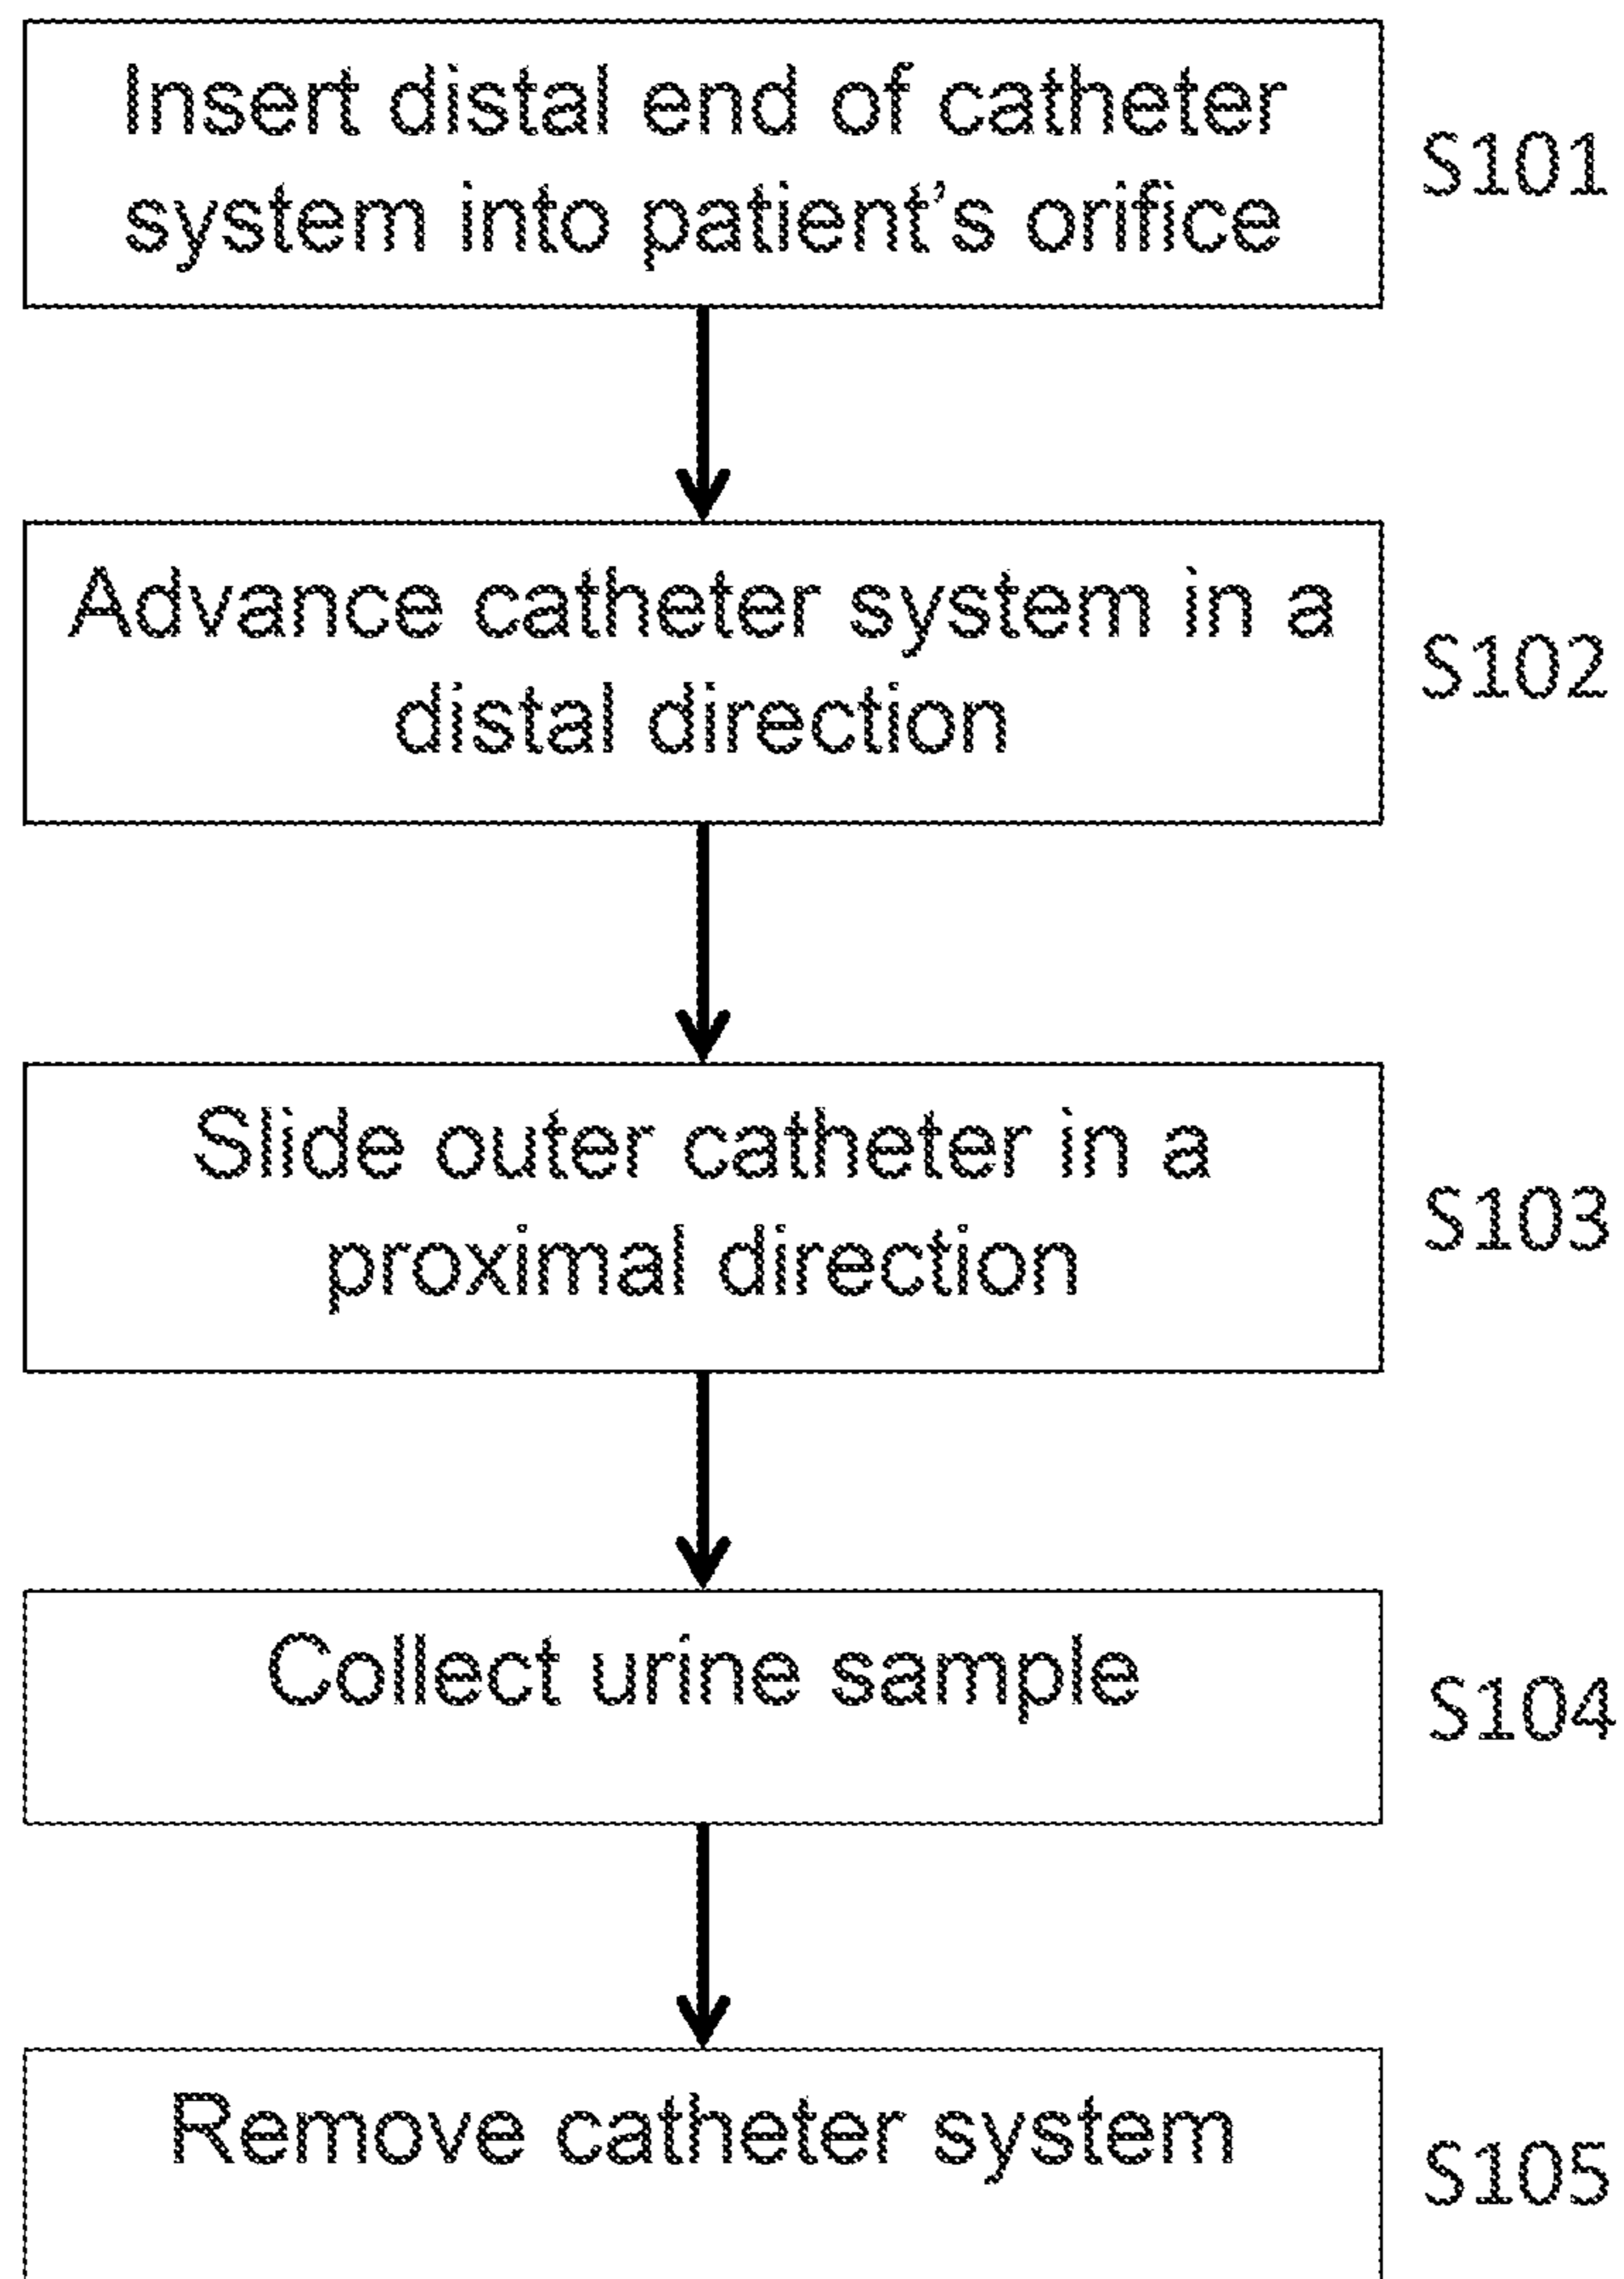 Insert distal end of catheter
system into patient’s orifice
S101
Advance catheter system in a
distal direction
S102
Slide outer catheter in a
proximal direction
S103
Collect urine sample
S104
Remove catheter system
S105